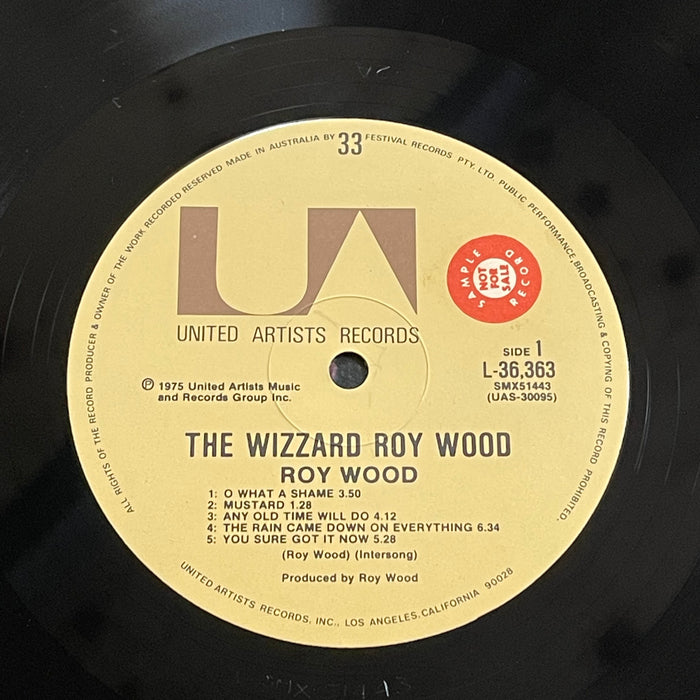 ALL RIGHTS OF THE RECORD PRODUCER & OWNER OF THE WORK RECORDED RESERVED MADE IN AUSTRALIA BY FESTIVAL RECORDS PTY. LTD. PUBLIC PERFORMANCE, BROADCASTING & COPYING OF THIS RECORD PROHIBITED.
33
UA
UNITED ARTISTS RECORDS
SAMPLE
NOT
FOR
SALE
RECORD
SIDE 1
L-36,363
SMX51443
(UAS-30095)
℗ 1975 United Artists Music
and Records Group Inc.
THE WIZZARD ROY WOOD
ROY WOOD
1: O WHAT A SHAME 3.50
2: MUSTARD 1.28
3: ANY OLD TIME WILL DO 4.12
4: THE RAIN CAME DOWN ON EVERYTHING 6.34
5: YOU SURE GOT IT NOW 5.28
(Roy Wood) (Intersong)
Produced by Roy Wood
UNITED ARTISTS RECORDS, INC., LOS ANGELES, CALIFORNIA 90028